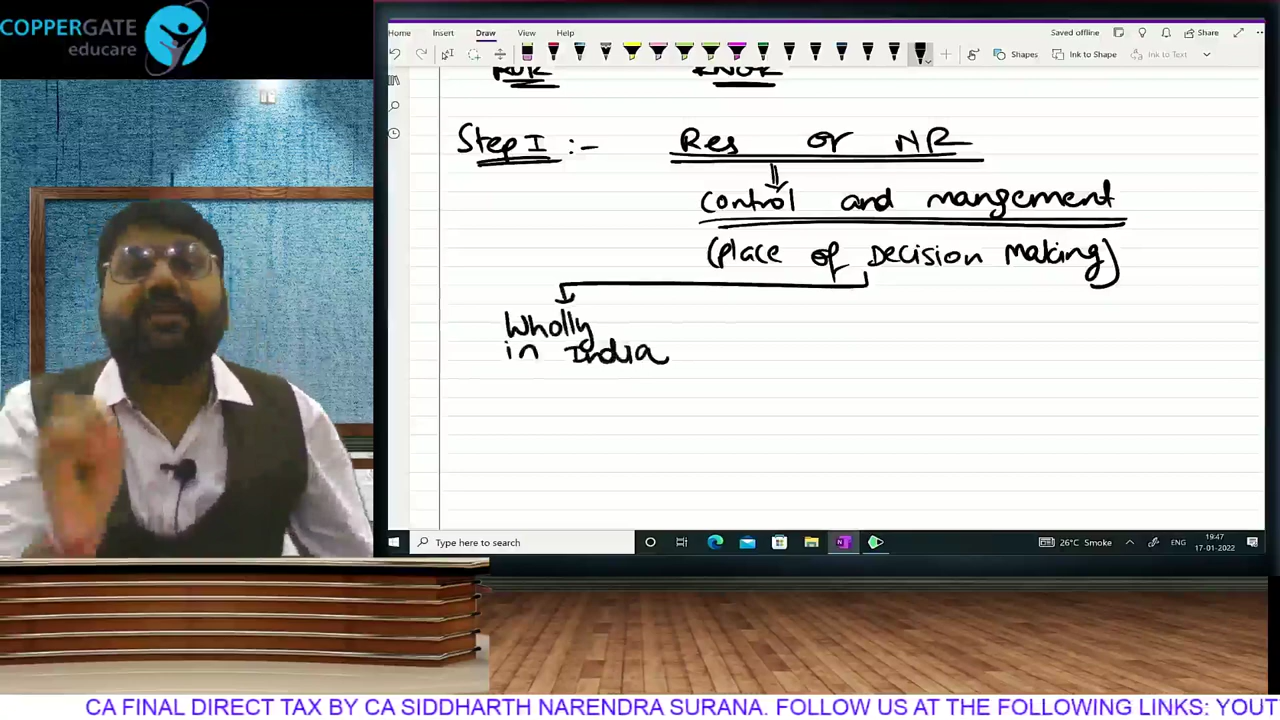 COPPERGATE
educare
Home Insert Draw View Help
Saved offline
Share
Shapes
Ink to Shape
Ink to Text
Step I :- Res or NR
control and mangement
(place of Decision making)
Wholly
in India
Type here to search
26°C Smoke
ENG
19:47
17-01-2022
CA FINAL DIRECT TAX BY CA SIDDHARTH NARENDRA SURANA. FOLLOW US AT THE FOLLOWING LINKS: YOUT